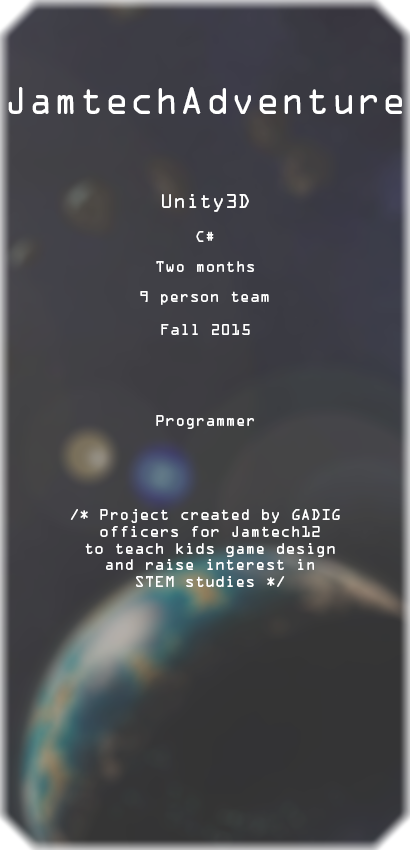 JamtechAdventure
Unity3D
C#
Two months
9 person team
Fall 2015
Programmer
/* Project created by GADIG
officers for Jamtech12
to teach kids game design
and raise interest in
STEM studies */